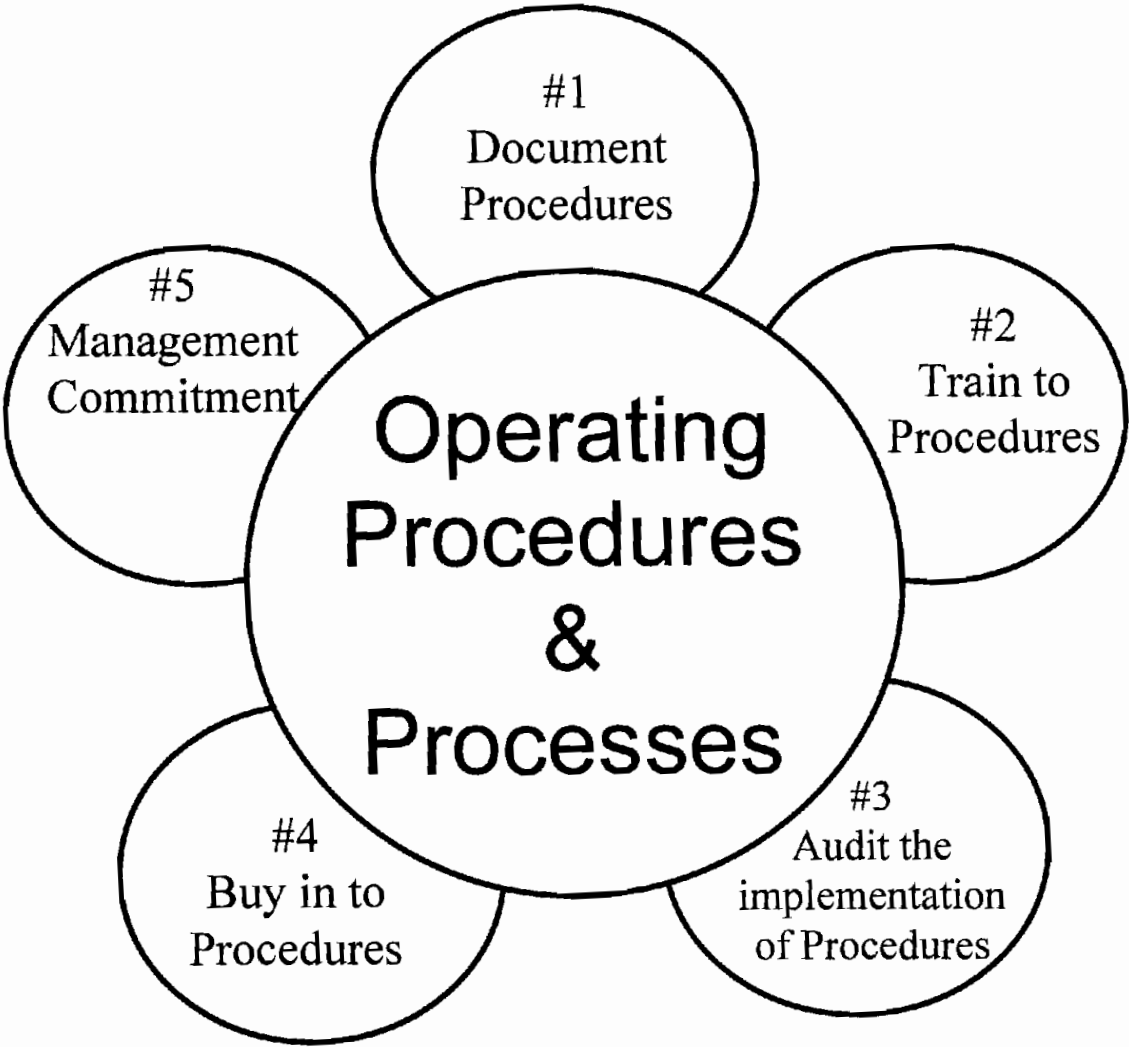 #1
Document
Procedures
#2
Train to
Procedures
#3
Audit the
implementation
of Procedures
#4
Buy in to
Procedures
#5
Management
Commitment
Operating
Procedures
&
Processes